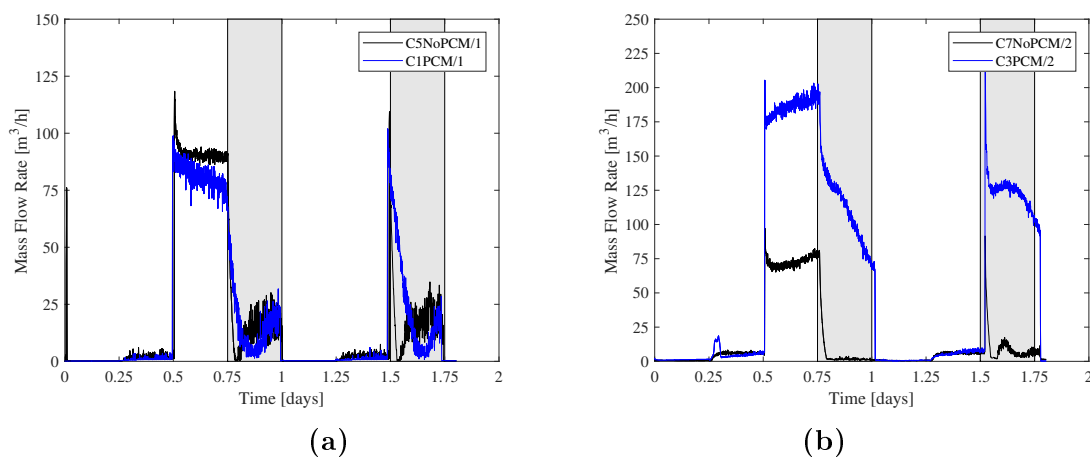 150
125
100
75
50
25
0
Mass Flow Rate [m³/h]
C5NoPCM/1
C1PCM/1
0 0.25 0.5 0.75 1 1.25 1.5 1.75 2
Time [days]
(a)
250
225
200
175
150
125
100
75
50
25
0
Mass Flow Rate [m³/h]
C7NoPCM/2
C3PCM/2
0 0.25 0.5 0.75 1 1.25 1.5 1.75 2
Time [days]
(b)